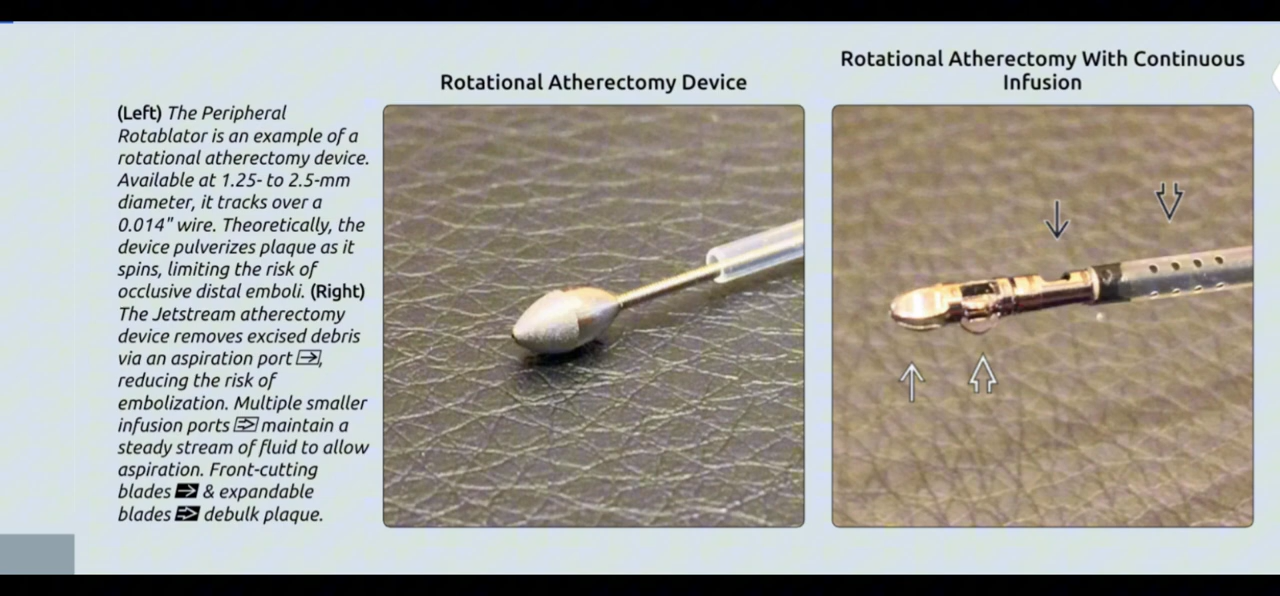 Rotational Atherectomy Device
Rotational Atherectomy With Continuous
Infusion
(Left) The Peripheral
Rotablator is an example of a
rotational atherectomy device.
Available at 1.25- to 2.5-mm
diameter, it tracks over a
0.014" wire. Theoretically, the
device pulverizes plaque as it
spins, limiting the risk of
occlusive distal emboli. (Right)
The Jetstream atherectomy
device removes excised debris
via an aspiration port ,
reducing the risk of
embolization. Multiple smaller
infusion ports maintain a
steady stream of fluid to allow
aspiration. Front-cutting
blades & expandable
blades debulk plaque.